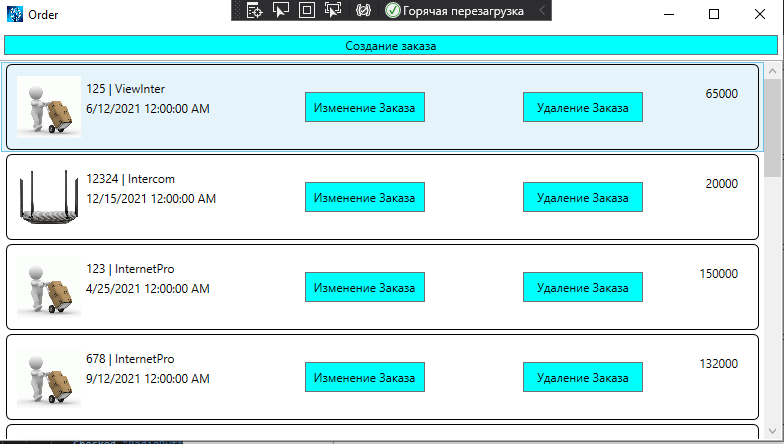 Order
Горячая перезагрузка
Создание заказа
125 | ViewInter
6/12/2021 12:00:00 AM
Изменение Заказа
Удаление Заказа
65000
12324 | Intercom
12/15/2021 12:00:00 AM
Изменение Заказа
Удаление Заказа
20000
123 | InternetPro
4/25/2021 12:00:00 AM
Изменение Заказа
Удаление Заказа
150000
678 | InternetPro
9/12/2021 12:00:00 AM
Изменение Заказа
Удаление Заказа
132000